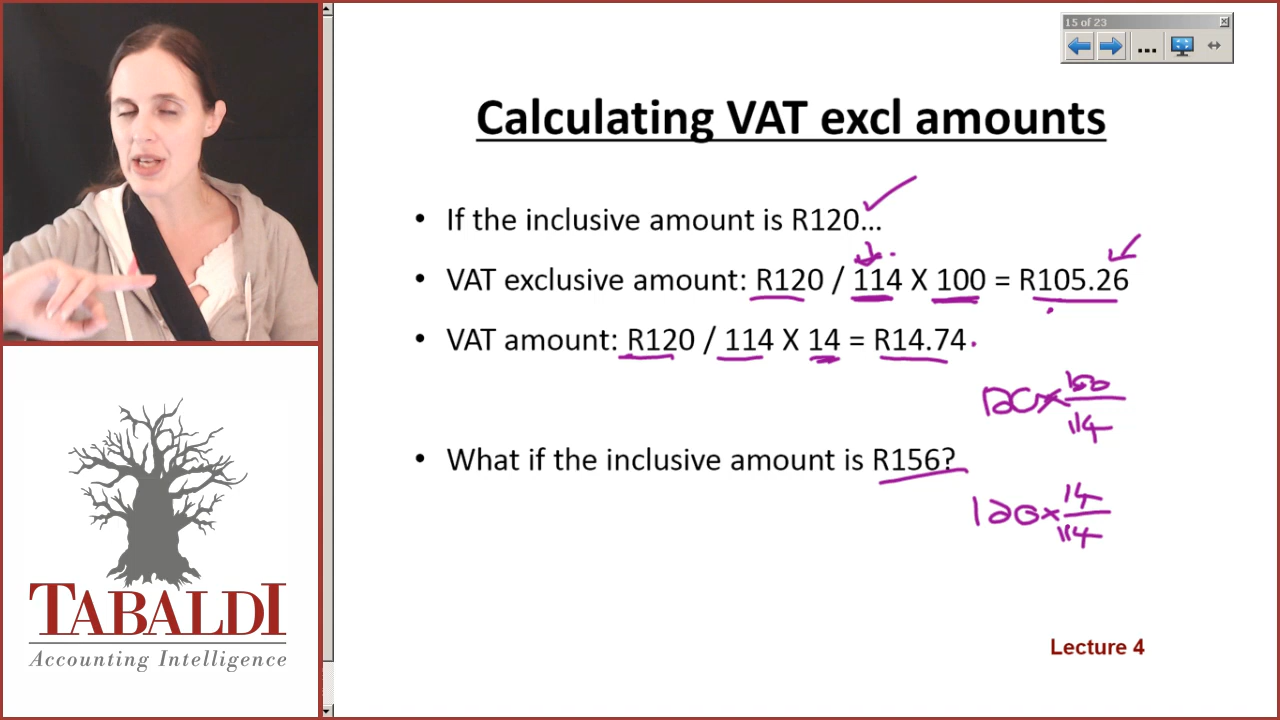 15 of 23
Calculating VAT excl amounts
• If the inclusive amount is R120...
• VAT exclusive amount: R120 / 114 X 100 = R105.26
• VAT amount: R120 / 114 X 14 = R14.74
120 x 100
114
• What if the inclusive amount is R156?
120 x 14
114
TABALDI
Accounting Intelligence
Lecture 4